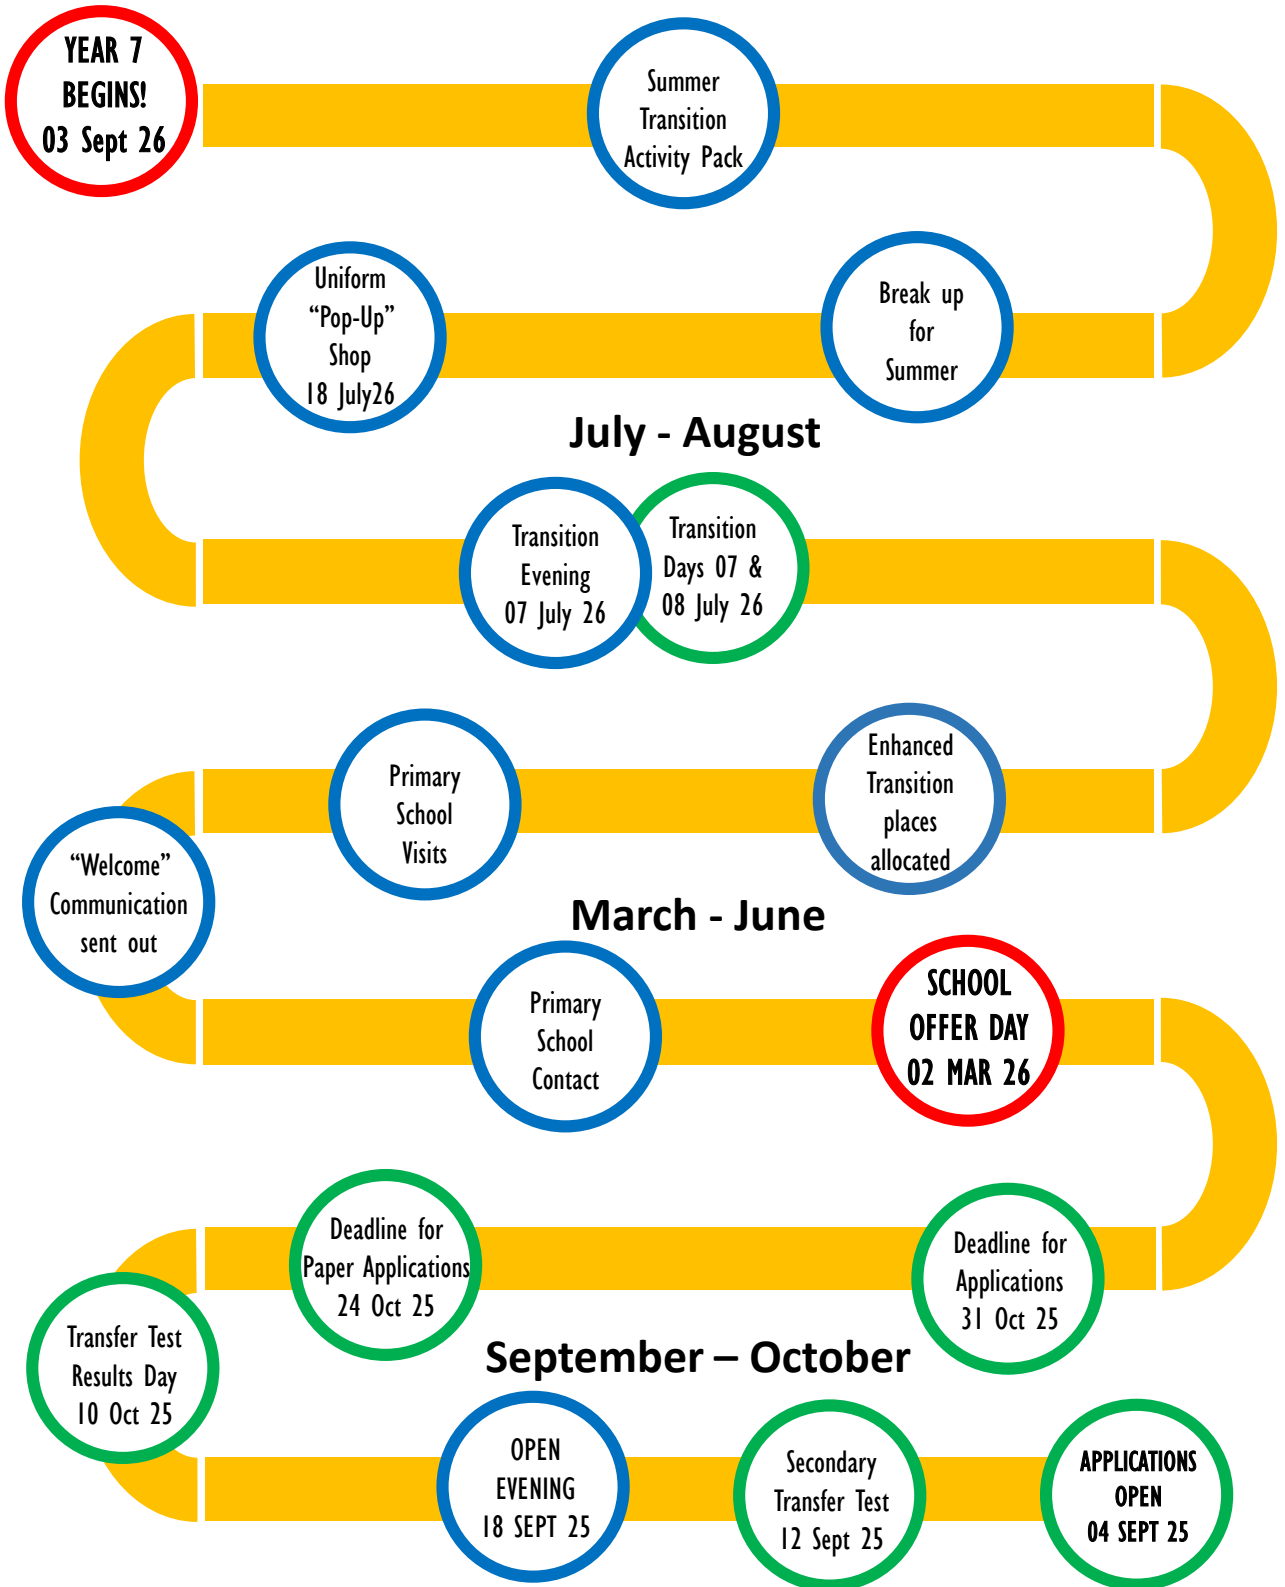 YEAR 7
BEGINS!
03 Sept 26
Summer
Transition
Activity Pack
Uniform
“Pop-Up”
Shop
18 July26
Break up
for
Summer
July - August
Transition
Evening
07 July 26
Transition
Days 07 &
08 July 26
Primary
School
Visits
Enhanced
Transition
places
allocated
“Welcome”
Communication
sent out
March - June
Primary
School
Contact
SCHOOL
OFFER DAY
02 MAR 26
Deadline for
Paper Applications
24 Oct 25
Deadline for
Applications
31 Oct 25
Transfer Test
Results Day
10 Oct 25
September – October
OPEN
EVENING
18 SEPT 25
Secondary
Transfer Test
12 Sept 25
APPLICATIONS
OPEN
04 SEPT 25